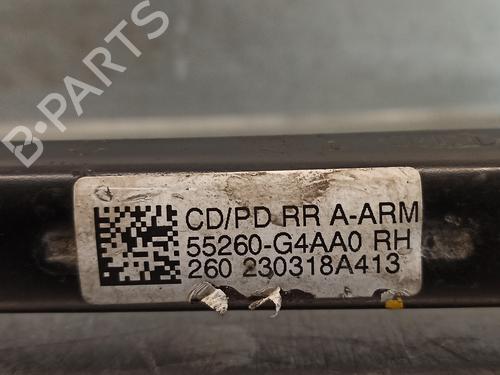 B-PARTS
CD/PD RR A-ARM
55260-G4AA0 RH
260 230318A413